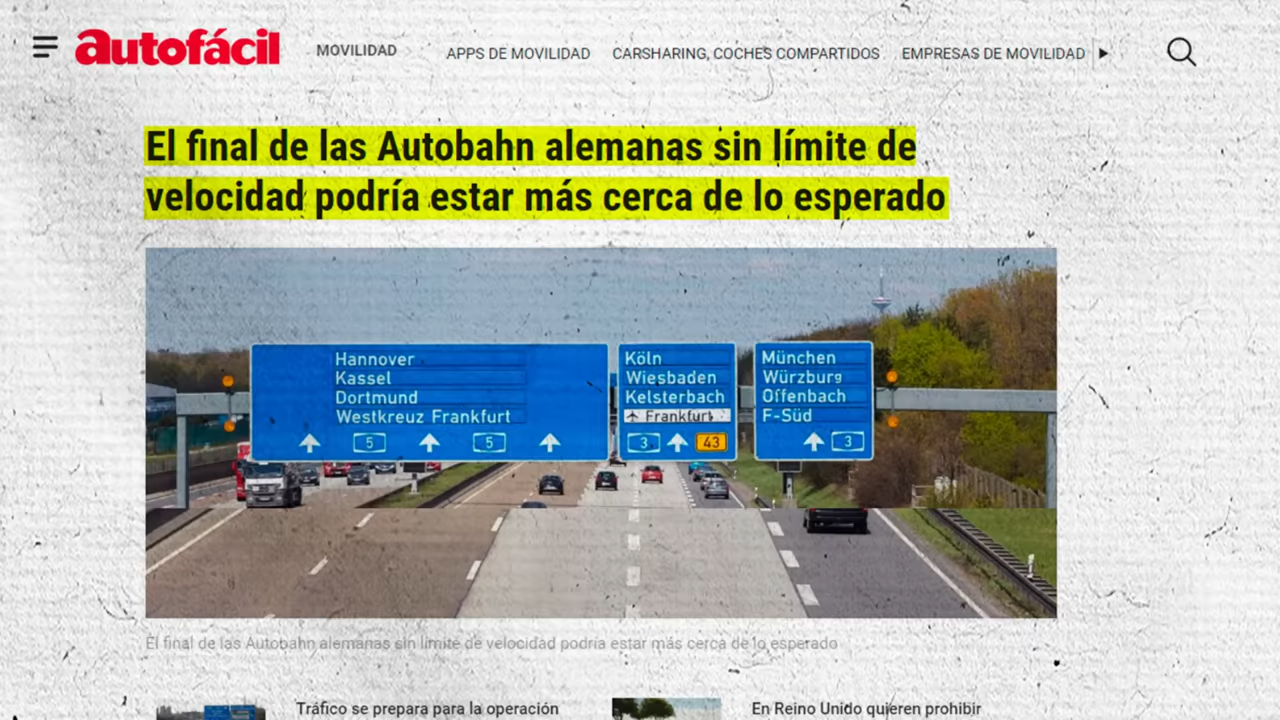 autofácil
MOVILIDAD
APPS DE MOVILIDAD
CARSHARING, COCHES COMPARTIDOS
EMPRESAS DE MOVILIDAD
El final de las Autobahn alemanas sin límite de
velocidad podría estar más cerca de lo esperado
Hannover
Kassel
Dortmund
Westkreuz Frankfurt
5
5
Köln
Wiesbaden
Kelsterbach
Frankfurt
3
43
München
Würzburg
Offenbach
F-Süd
3
El final de las Autobahn alemanas sin límite de velocidad podría estar más cerca de lo esperado
Tráfico se prepara para la operación
En Reino Unido quieren prohibir